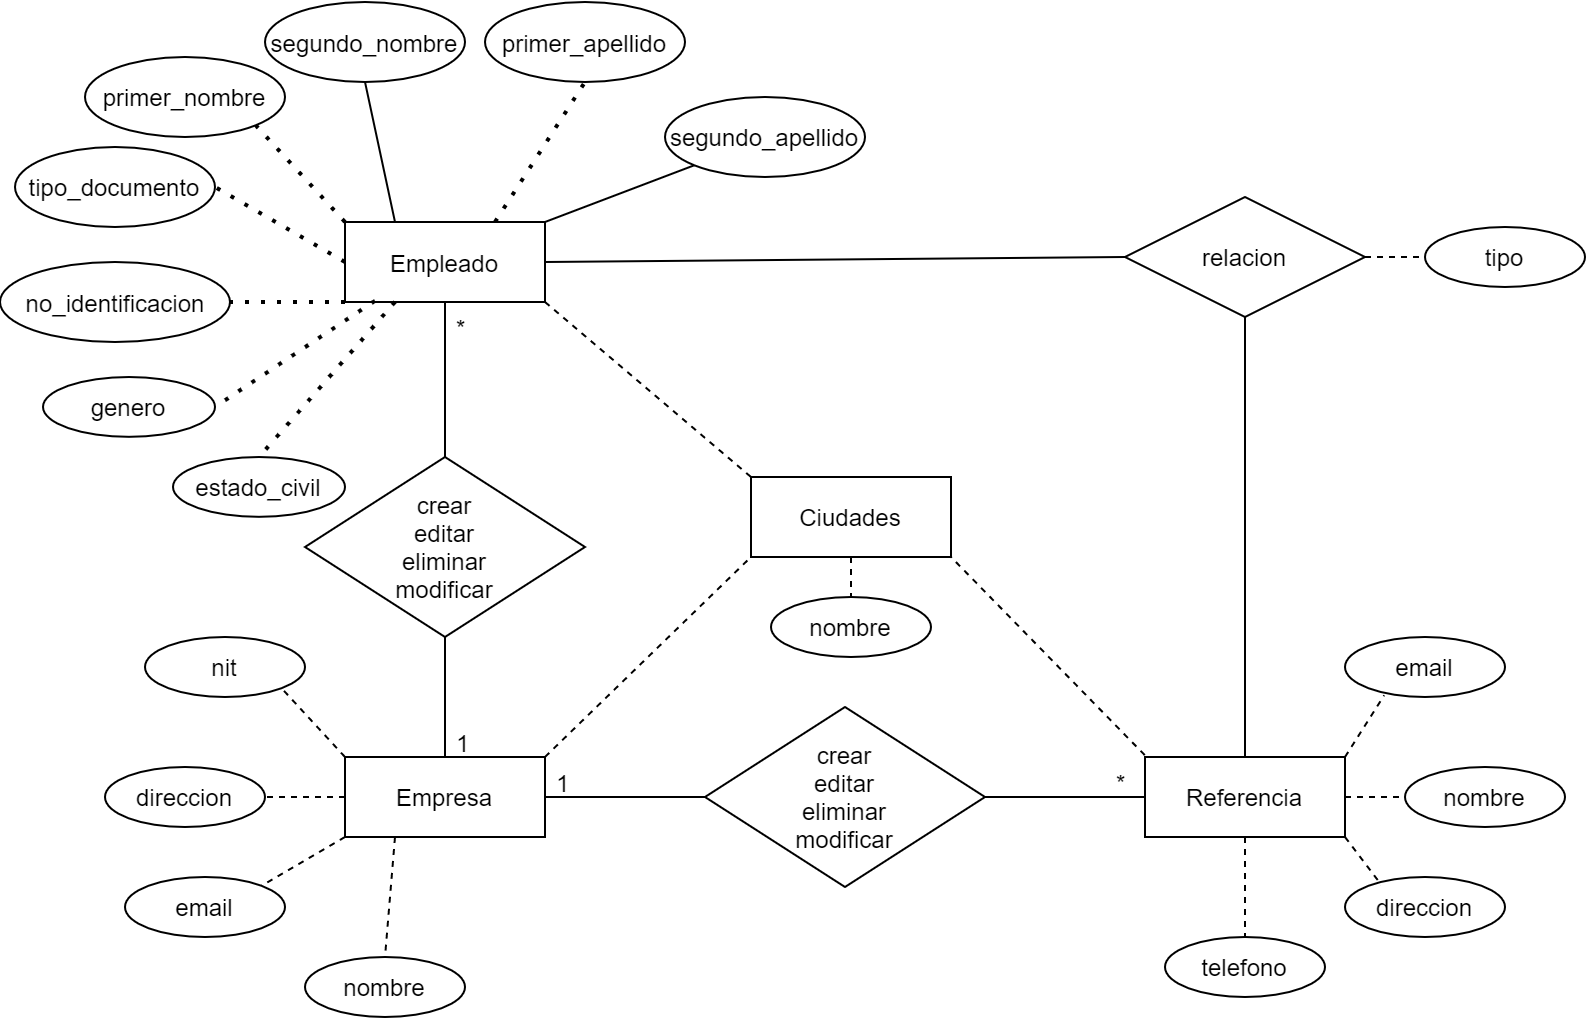 segundo_nombre
primer_apellido
primer_nombre
segundo_apellido
tipo_documento
Empleado
relacion
tipo
no_identificacion
*
genero
estado_civil
crear
editar
eliminar
modificar
Ciudades
nombre
nit
email
1
crear
editar
eliminar
modificar
direccion
Empresa
1
*
Referencia
nombre
email
direccion
nombre
telefono